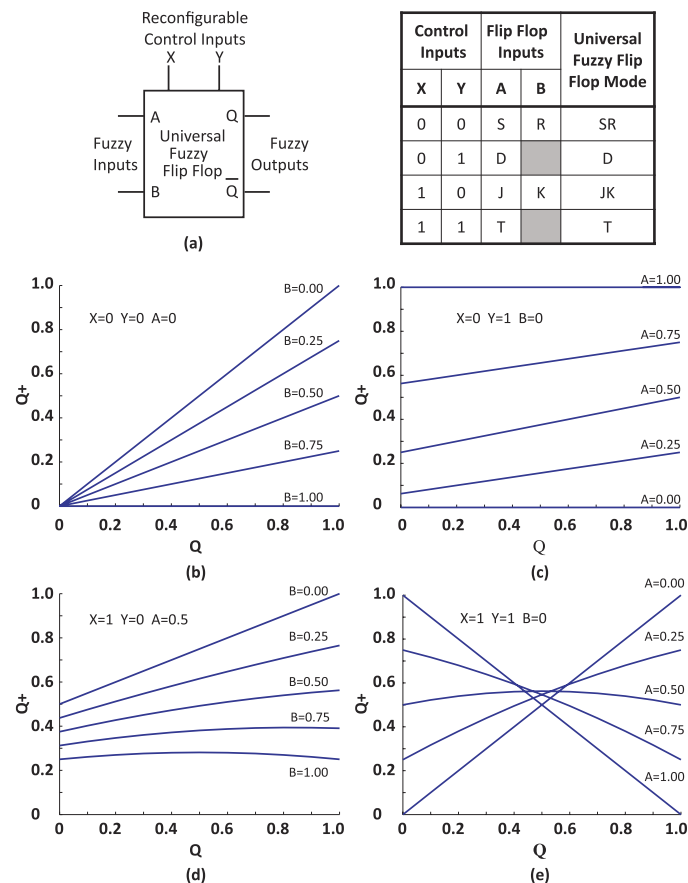 Reconfigurable
Control Inputs
X Y
A Q
Fuzzy Inputs
Universal Fuzzy Flip Flop
Fuzzy Outputs
B Q
(a)
Control Inputs Flip Flop Inputs Universal Fuzzy Flip Flop Mode
X Y A B
0 0 S R SR
0 1 D D
1 0 J K JK
1 1 T T
1.0
0.8
0.6
0.4
0.2
0
Q+
X=0 Y=0 A=0
B=0.00
B=0.25
B=0.50
B=0.75
B=1.00
0 0.2 0.4 0.6 0.8 1.0
Q
(b)
1.0
0.8
0.6
0.4
0.2
0
Q+
X=0 Y=1 B=0
A=1.00
A=0.75
A=0.50
A=0.25
A=0.00
0 0.2 0.4 0.6 0.8 1.0
Q
(c)
1.0
0.8
0.6
0.4
0.2
0
Q+
X=1 Y=0 A=0.5
B=0.00
B=0.25
B=0.50
B=0.75
B=1.00
0 0.2 0.4 0.6 0.8 1.0
Q
(d)
1.0
0.8
0.6
0.4
0.2
0
Q+
X=1 Y=1 B=0
A=0.00
A=0.25
A=0.50
A=0.75
A=1.00
0 0.2 0.4 0.6 0.8 1.0
Q
(e)